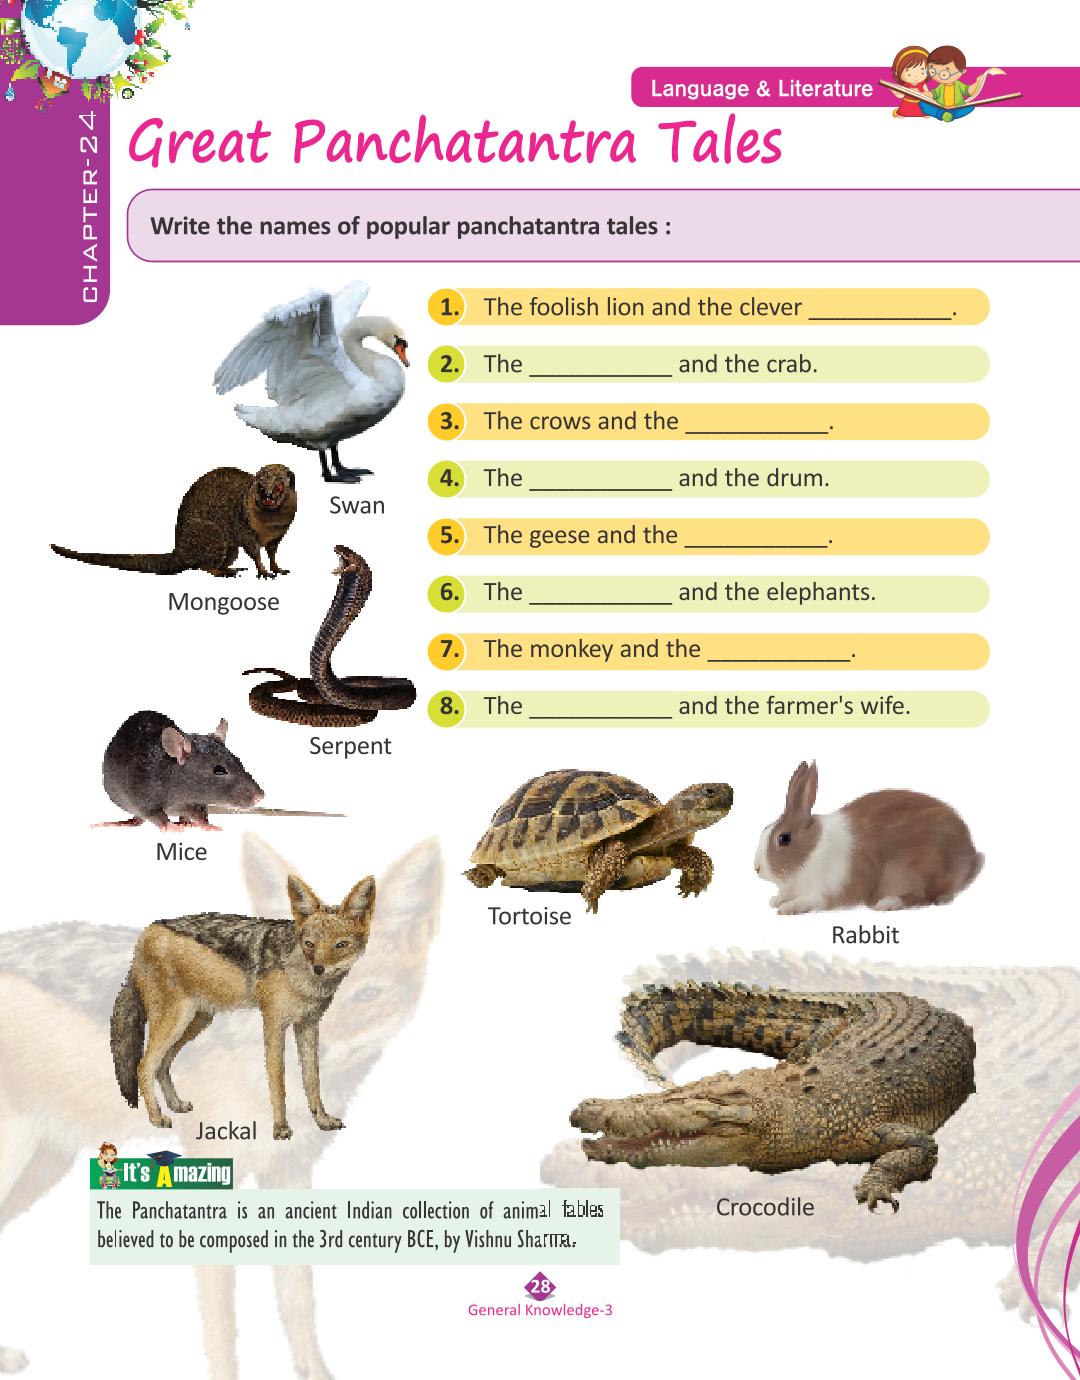 Language & Literature
CHAPTER-24
Great Panchatantra Tales
Write the names of popular panchatantra tales :
1. The foolish lion and the clever ___________.
2. The ___________ and the crab.
3. The crows and the ___________.
4. The ___________ and the drum.
5. The geese and the ___________.
6. The ___________ and the elephants.
7. The monkey and the ___________.
8. The ___________ and the farmer's wife.
Swan
Mongoose
Serpent
Mice
Tortoise
Rabbit
Jackal
Crocodile
It's Amazing
The Panchatantra is an ancient Indian collection of animal fables
believed to be composed in the 3rd century BCE, by Vishnu Sharma.
28
General Knowledge-3